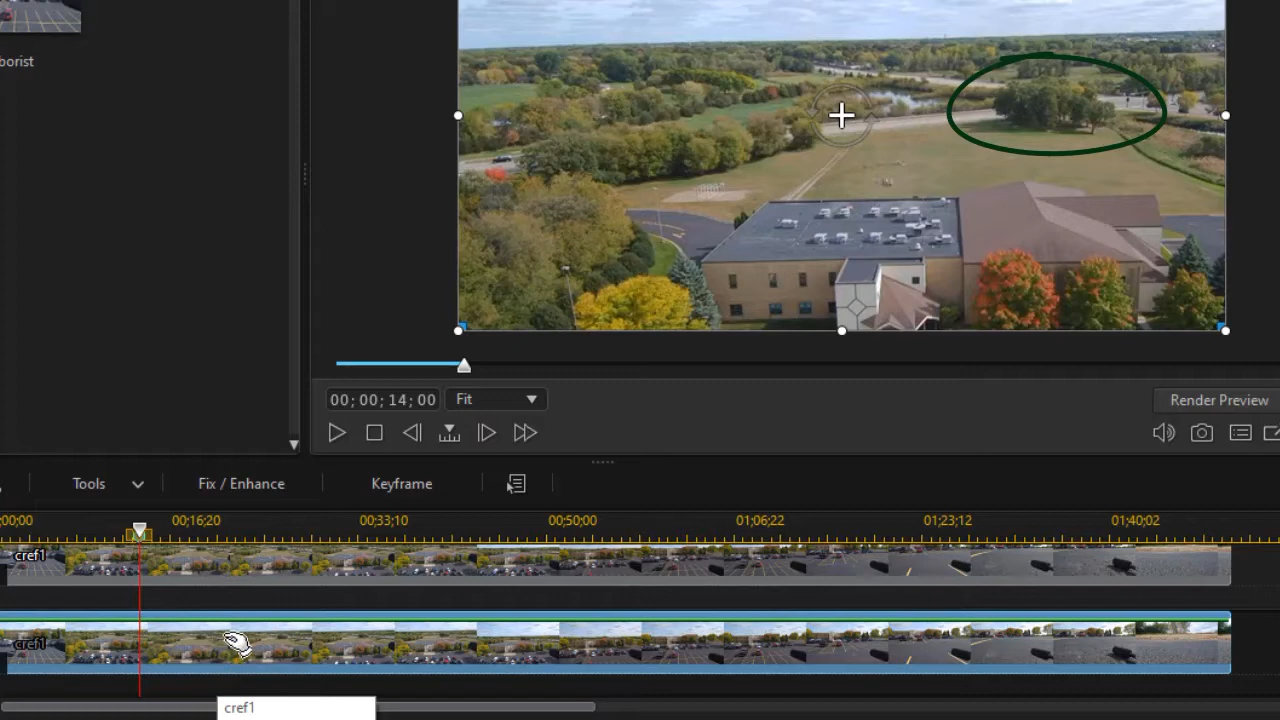 borist
00;00;14;00
Fit
Render Preview
Tools
Fix / Enhance
Keyframe
;00;00
00;16;20
00;33;10
00;50;00
01;06;22
01;23;12
01;40;02
cref1
cref1
cref1